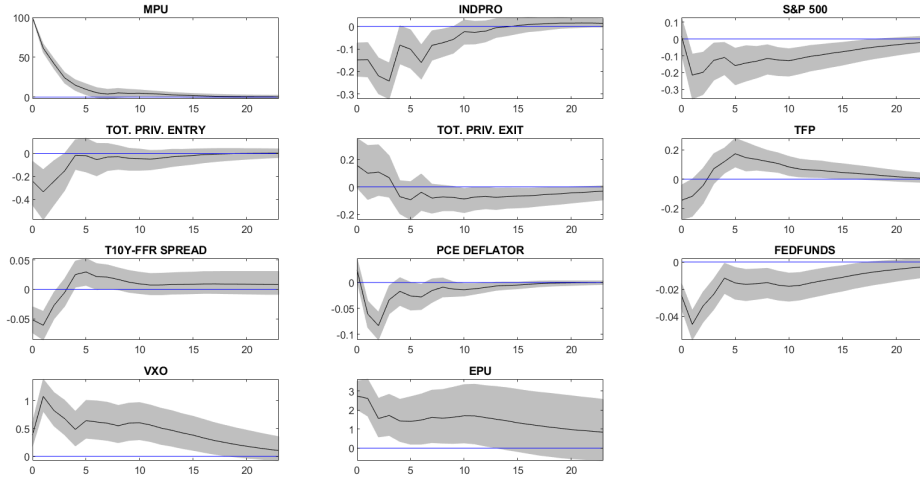 MPU
100
50
0
0 5 10 15 20
INDPRO
0
-0.1
-0.2
-0.3
0 5 10 15 20
S&P 500
0.1
0
-0.1
-0.2
-0.3
0 5 10 15 20
TOT. PRIV. ENTRY
0
-0.2
-0.4
0 5 10 15 20
TOT. PRIV. EXIT
0.2
0
-0.2
0 5 10 15 20
TFP
0.2
0
-0.2
0 5 10 15 20
T10Y-FFR SPREAD
0.05
0
-0.05
0 5 10 15 20
PCE DEFLATOR
0
-0.05
-0.1
0 5 10 15 20
FEDFUNDS
0
-0.02
-0.04
0 5 10 15 20
VXO
1
0.5
0
0 5 10 15 20
EPU
3
2
1
0
0 5 10 15 20